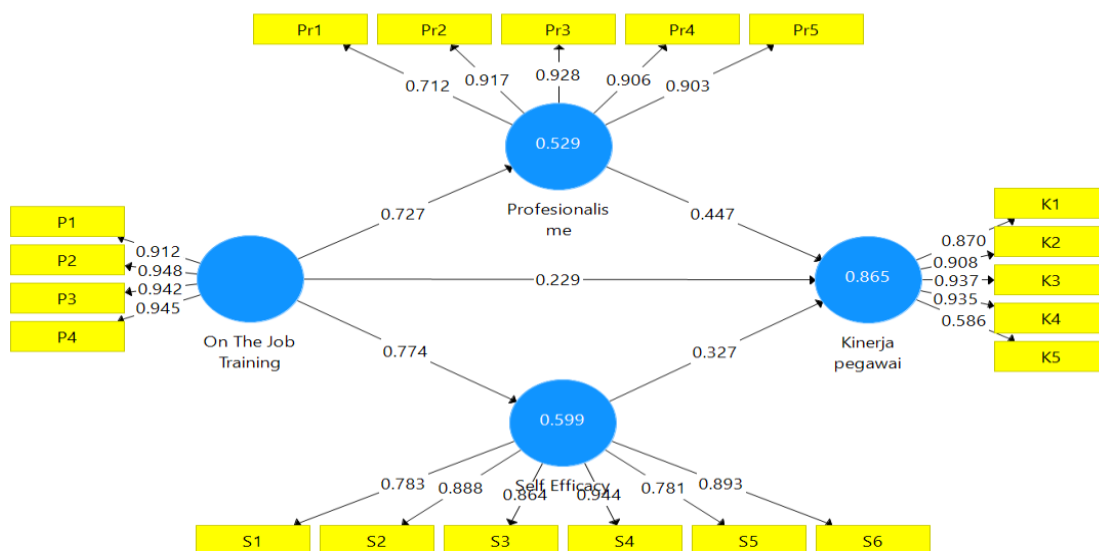 Pr1 Pr2 Pr3 Pr4 Pr5
0.712 0.917 0.928 0.906 0.903
0.529
Profesionalis
me
0.727 0.447
P1
P2
P3
P4
0.912
0.948
0.942
0.945
On The Job
Training
0.229
0.865
Kinerja
pegawai
0.870
0.908
0.937
0.935
0.586
K1
K2
K3
K4
K5
0.774 0.327
0.599
Self Efficacy
0.783 0.888 0.864 0.944 0.781 0.893
S1 S2 S3 S4 S5 S6